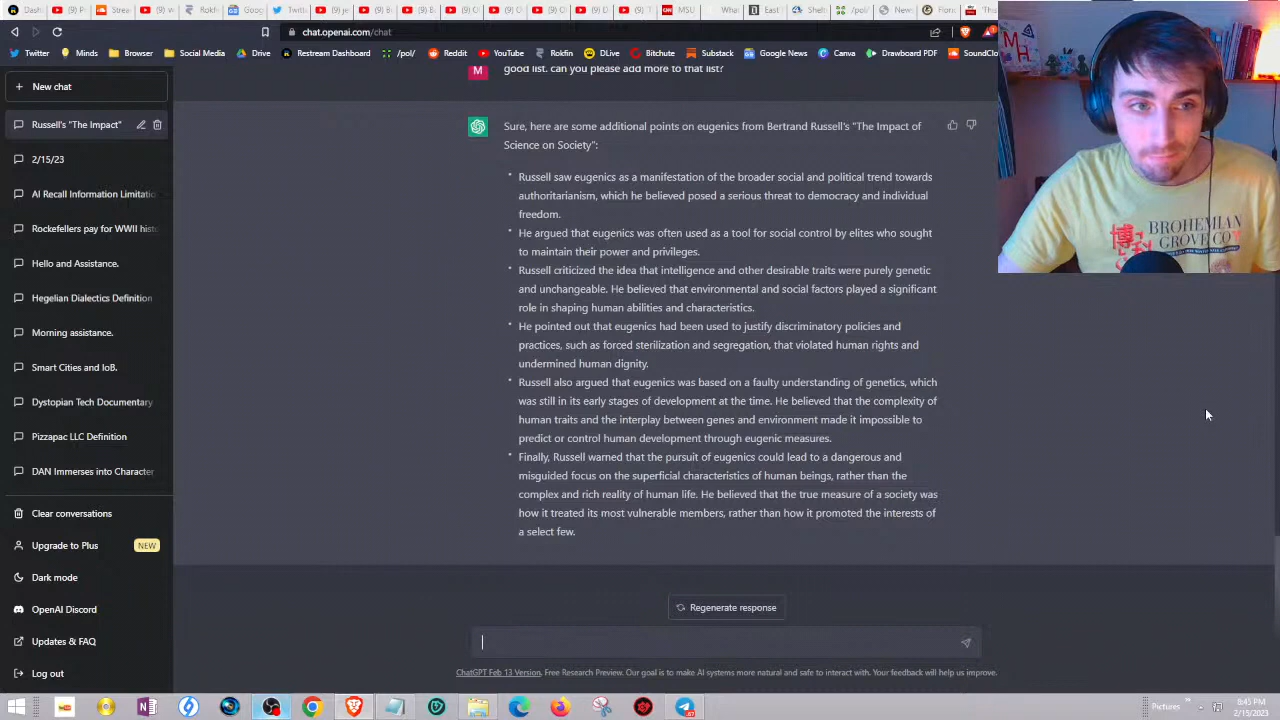 chat.openai.com/chat
Twitter
Minds
Browser
Social Media
Drive
Restream Dashboard
/pol/
Reddit
YouTube
Rokfin
DLive
Bitchute
Substack
Google News
Canva
Drawboard PDF
SoundClo
New chat
Russell's "The Impact"
2/15/23
AI Recall Information Limitatio
Rockefellers pay for WWII histo
Hello and Assistance.
Hegelian Dialectics Definition
Morning assistance.
Smart Cities and IoB.
Dystopian Tech Documentary
Pizzapac LLC Definition
DAN Immerses into Character
Clear conversations
Upgrade to Plus
NEW
Dark mode
OpenAI Discord
Updates & FAQ
Log out
M
good list. can you please add more to that list?
Sure, here are some additional points on eugenics from Bertrand Russell's "The Impact of
Science on Society":
• Russell saw eugenics as a manifestation of the broader social and political trend towards
authoritarianism, which he believed posed a serious threat to democracy and individual
freedom.
• He argued that eugenics was often used as a tool for social control by elites who sought
to maintain their power and privileges.
• Russell criticized the idea that intelligence and other desirable traits were purely genetic
and unchangeable. He believed that environmental and social factors played a significant
role in shaping human abilities and characteristics.
• He pointed out that eugenics had been used to justify discriminatory policies and
practices, such as forced sterilization and segregation, that violated human rights and
undermined human dignity.
• Russell also argued that eugenics was based on a faulty understanding of genetics, which
was still in its early stages of development at the time. He believed that the complexity of
human traits and the interplay between genes and environment made it impossible to
predict or control human development through eugenic measures.
• Finally, Russell warned that the pursuit of eugenics could lead to a dangerous and
misguided focus on the superficial characteristics of human beings, rather than the
complex and rich reality of human life. He believed that the true measure of a society was
how it treated its most vulnerable members, rather than how it promoted the interests of
a select few.
Regenerate response
ChatGPT Feb 13 Version. Free Research Preview. Our goal is to make AI systems more natural and safe to interact with. Your feedback will help us improve.
BROHEMIAN
GROVE
Pictures
8:45 PM
2/15/2023